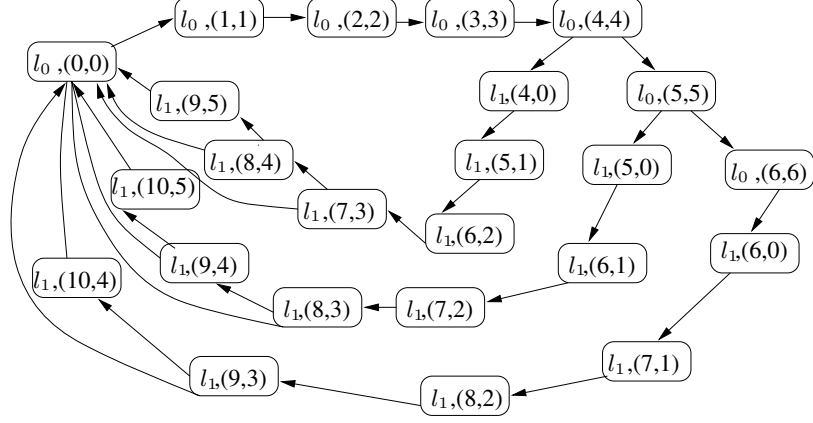 l₀ ,(1,1)
l₀ ,(2,2)
l₀ ,(3,3)
l₀ ,(4,4)
l₀ ,(0,0)
l₁ ,(9,5)
l₁,(4,0)
l₀,(5,5)
l₁ ,(8,4)
l₁ ,(5,1)
l₁,(5,0)
l₀ ,(6,6)
l₁,(10,5)
l₁ ,(7,3)
l₁,(6,2)
l₁,(6,0)
l₁,(9,4)
l₁,(6,1)
l₁,(10,4)
l₁,(8,3)
l₁,(7,2)
l₁ ,(7,1)
l₁,(9,3)
l₁ ,(8,2)